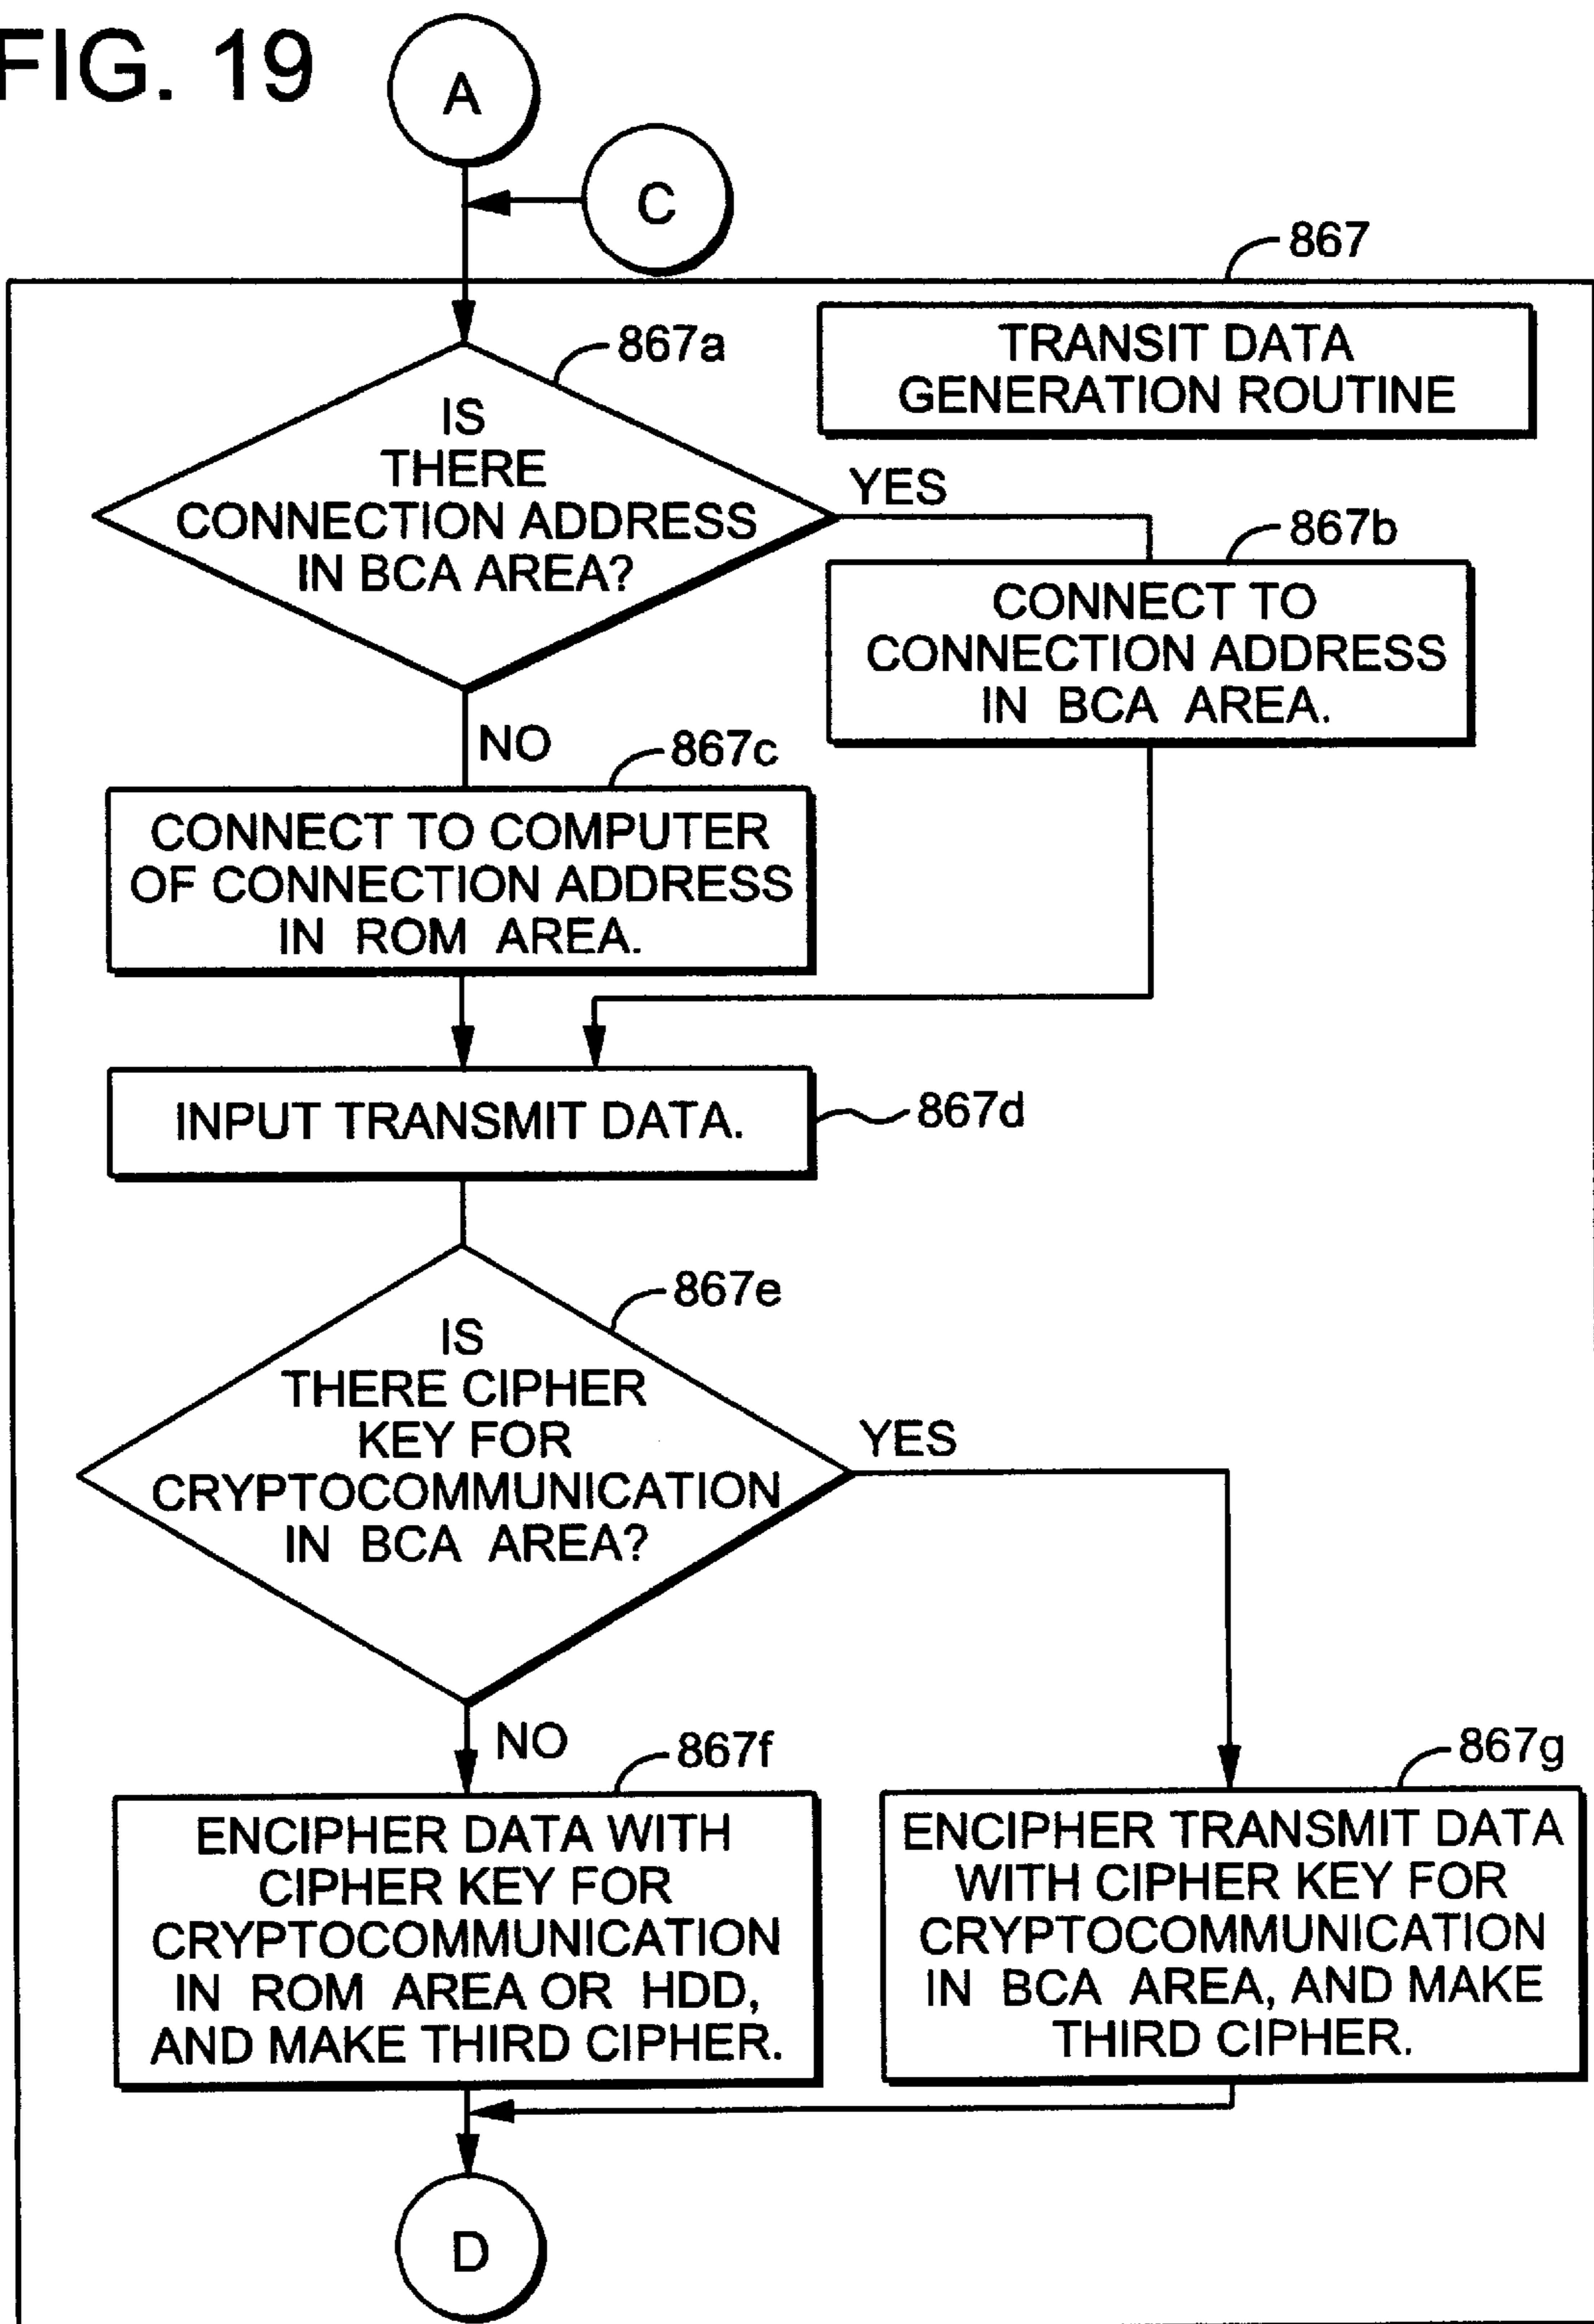 FIG. 19
A
C
867
TRANSIT DATA
GENERATION ROUTINE
867a
IS
THERE
CONNECTION ADDRESS
IN BCA AREA?
YES
867b
CONNECT TO
CONNECTION ADDRESS
IN BCA AREA.
NO
867c
CONNECT TO COMPUTER
OF CONNECTION ADDRESS
IN ROM AREA.
INPUT TRANSMIT DATA.
867d
867e
IS
THERE CIPHER
KEY FOR
CRYPTOCOMMUNICATION
IN BCA AREA?
YES
NO
867f
ENCIPHER DATA WITH
CIPHER KEY FOR
CRYPTOCOMMUNICATION
IN ROM AREA OR HDD,
AND MAKE THIRD CIPHER.
867g
ENCIPHER TRANSMIT DATA
WITH CIPHER KEY FOR
CRYPTOCOMMUNICATION
IN BCA AREA, AND MAKE
THIRD CIPHER.
D